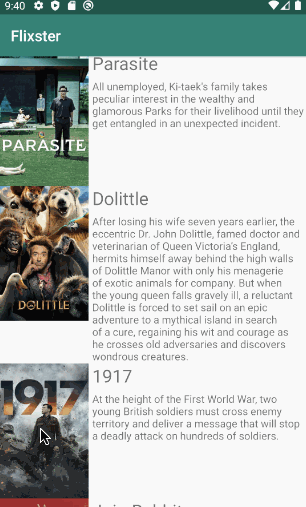 9:40
Flixster
Parasite
All unemployed, Ki-taek's family takes
peculiar interest in the wealthy and
glamorous Parks for their livelihood until they
get entangled in an unexpected incident.
PARASITE
Dolittle
After losing his wife seven years earlier, the
eccentric Dr. John Dolittle, famed doctor and
veterinarian of Queen Victoria's England,
hermits himself away behind the high walls
of Dolittle Manor with only his menagerie
of exotic animals for company. But when
the young queen falls gravely ill, a reluctant
Dolittle is forced to set sail on an epic
adventure to a mythical island in search
of a cure, regaining his wit and courage as
he crosses old adversaries and discovers
wondrous creatures.
DOLITTLE
1917
At the height of the First World War, two
young British soldiers must cross enemy
territory and deliver a message that will stop
a deadly attack on hundreds of soldiers.
1917